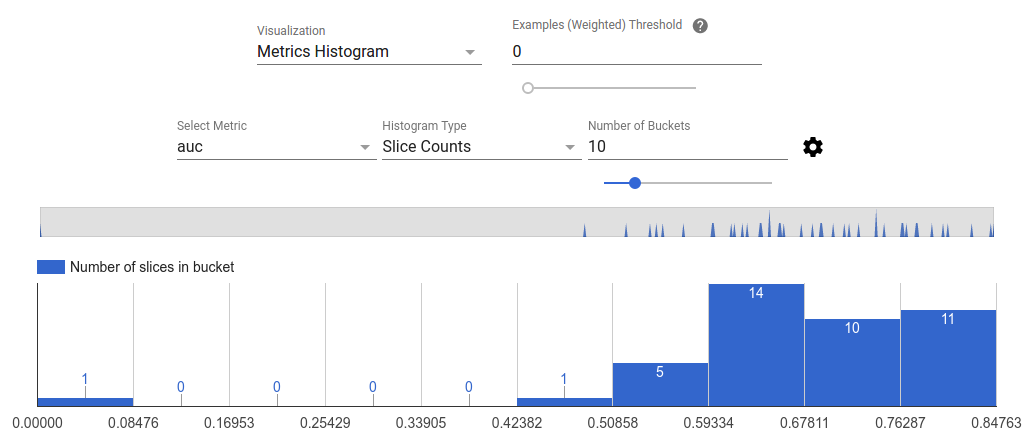 Visualization
Metrics Histogram
Examples (Weighted) Threshold ?
0
Select Metric
auc
Histogram Type
Slice Counts
Number of Buckets
10
Number of slices in bucket
1 0 0 0 0 1 5 14 10 11
0.00000 0.08476 0.16953 0.25429 0.33905 0.42382 0.50858 0.59334 0.67811 0.76287 0.84763